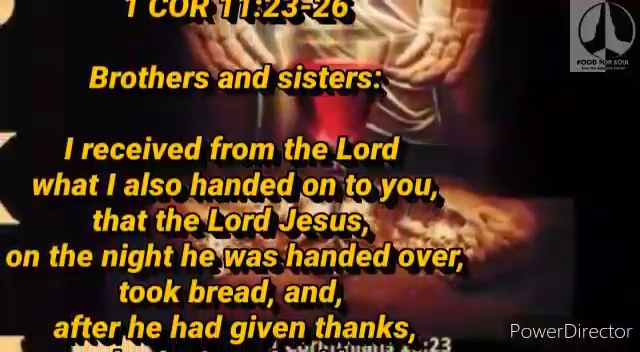 1 COR 11:23-26
Brothers and sisters:
I received from the Lord
what I also handed on to you,
that the Lord Jesus,
on the night he was handed over,
took bread, and,
after he had given thanks,
FOOD FOR SOUL
PowerDirector